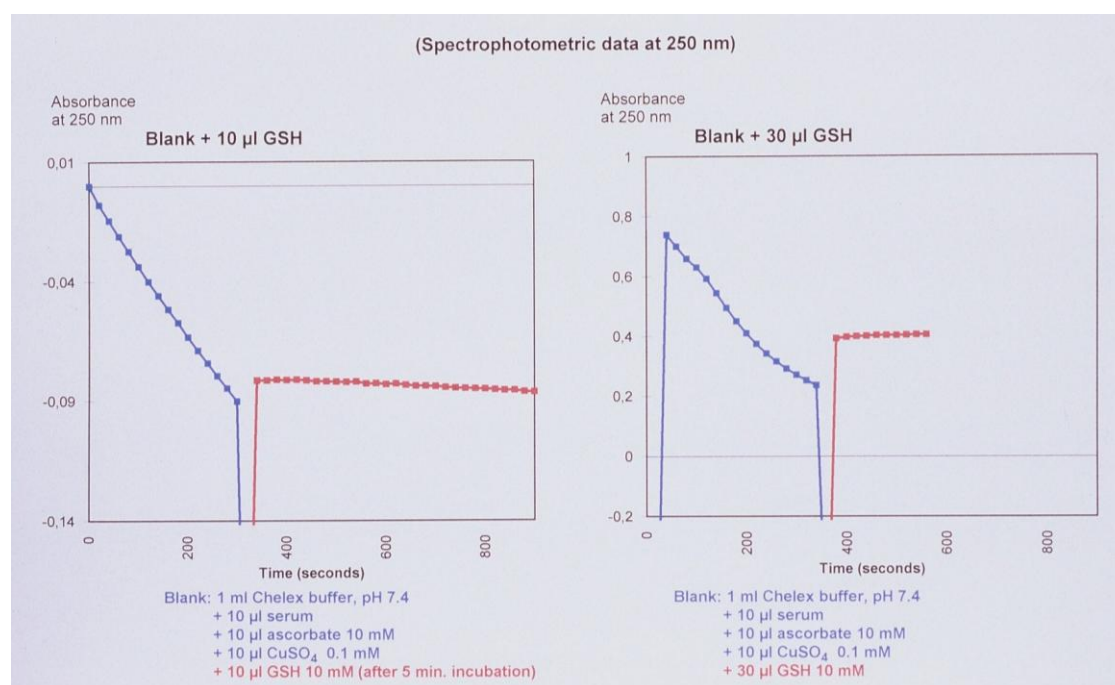 (Spectrophotometric data at 250 nm)
Absorbance
at 250 nm
Blank + 10 µl GSH
0,01
-0,04
-0,09
-0,14
0
200
400
600
800
Time (seconds)
Blank: 1 ml Chelex buffer, pH 7.4
+ 10 µl serum
+ 10 µl ascorbate 10 mM
+ 10 µl CuSO₄ 0.1 mM
+ 10 µl GSH 10 mM (after 5 min. incubation)
Absorbance
at 250 nm
Blank + 30 µl GSH
1
0,8
0,6
0,4
0,2
0
-0,2
0
200
400
600
800
Time (seconds)
Blank: 1 ml Chelex buffer, pH 7.4
+ 10 µl serum
+ 10 µl ascorbate 10 mM
+ 10 µl CuSO₄ 0.1 mM
+ 30 µl GSH 10 mM